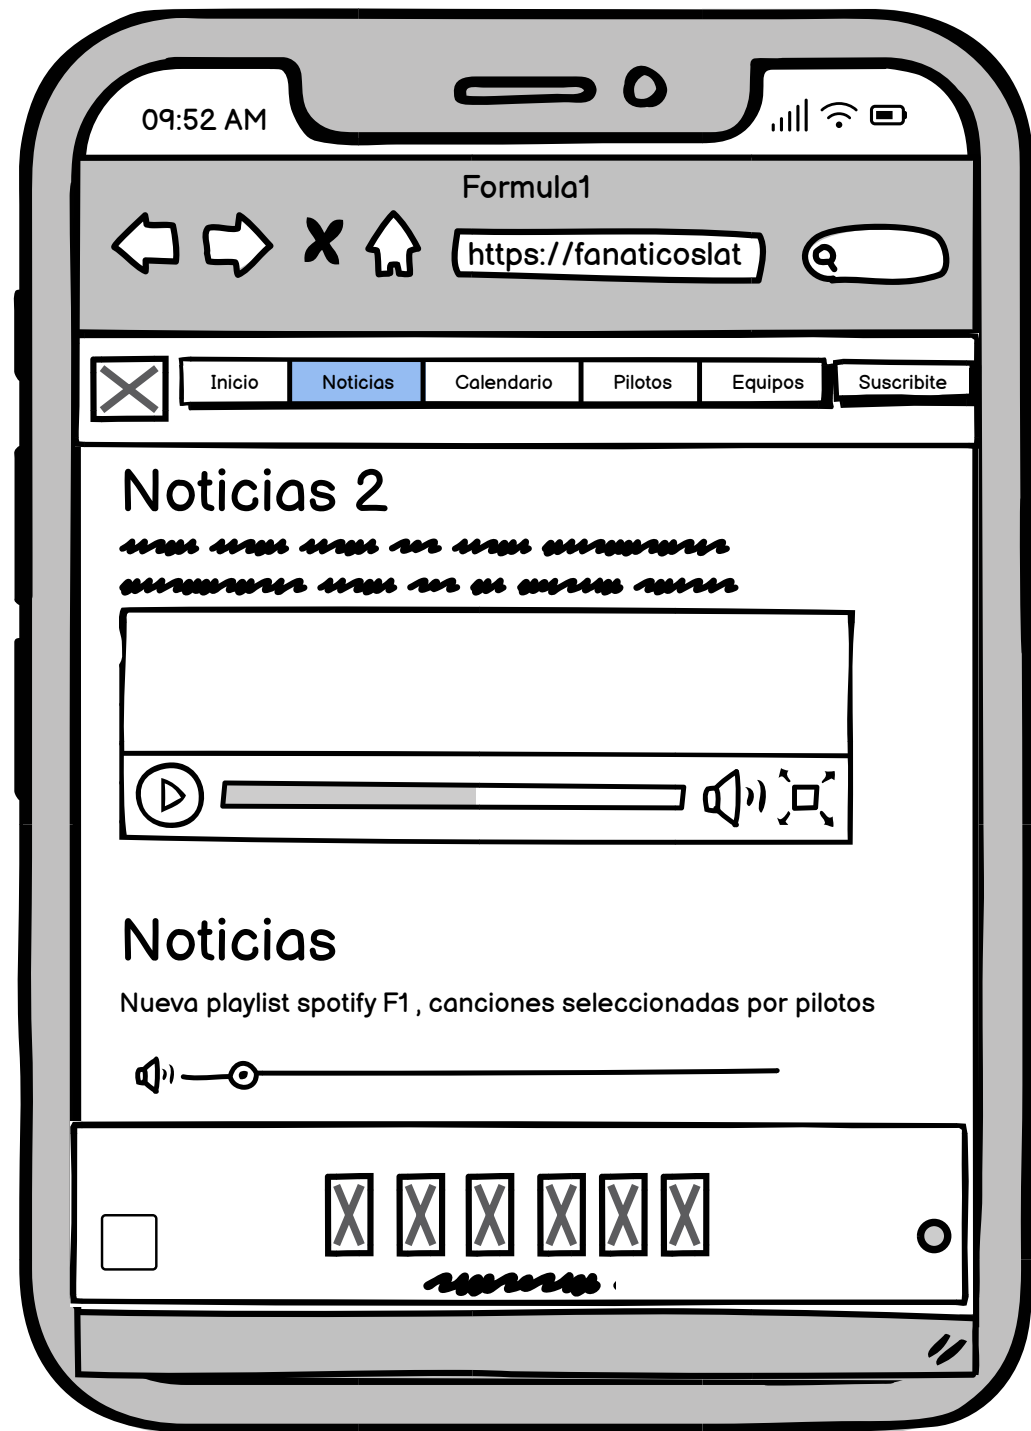 09:52 AM
Formula1
https://fanaticoslat
Inicio Noticias Calendario Pilotos Equipos Suscribite
Noticias 2
Noticias
Nueva playlist spotify F1 , canciones seleccionadas por pilotos